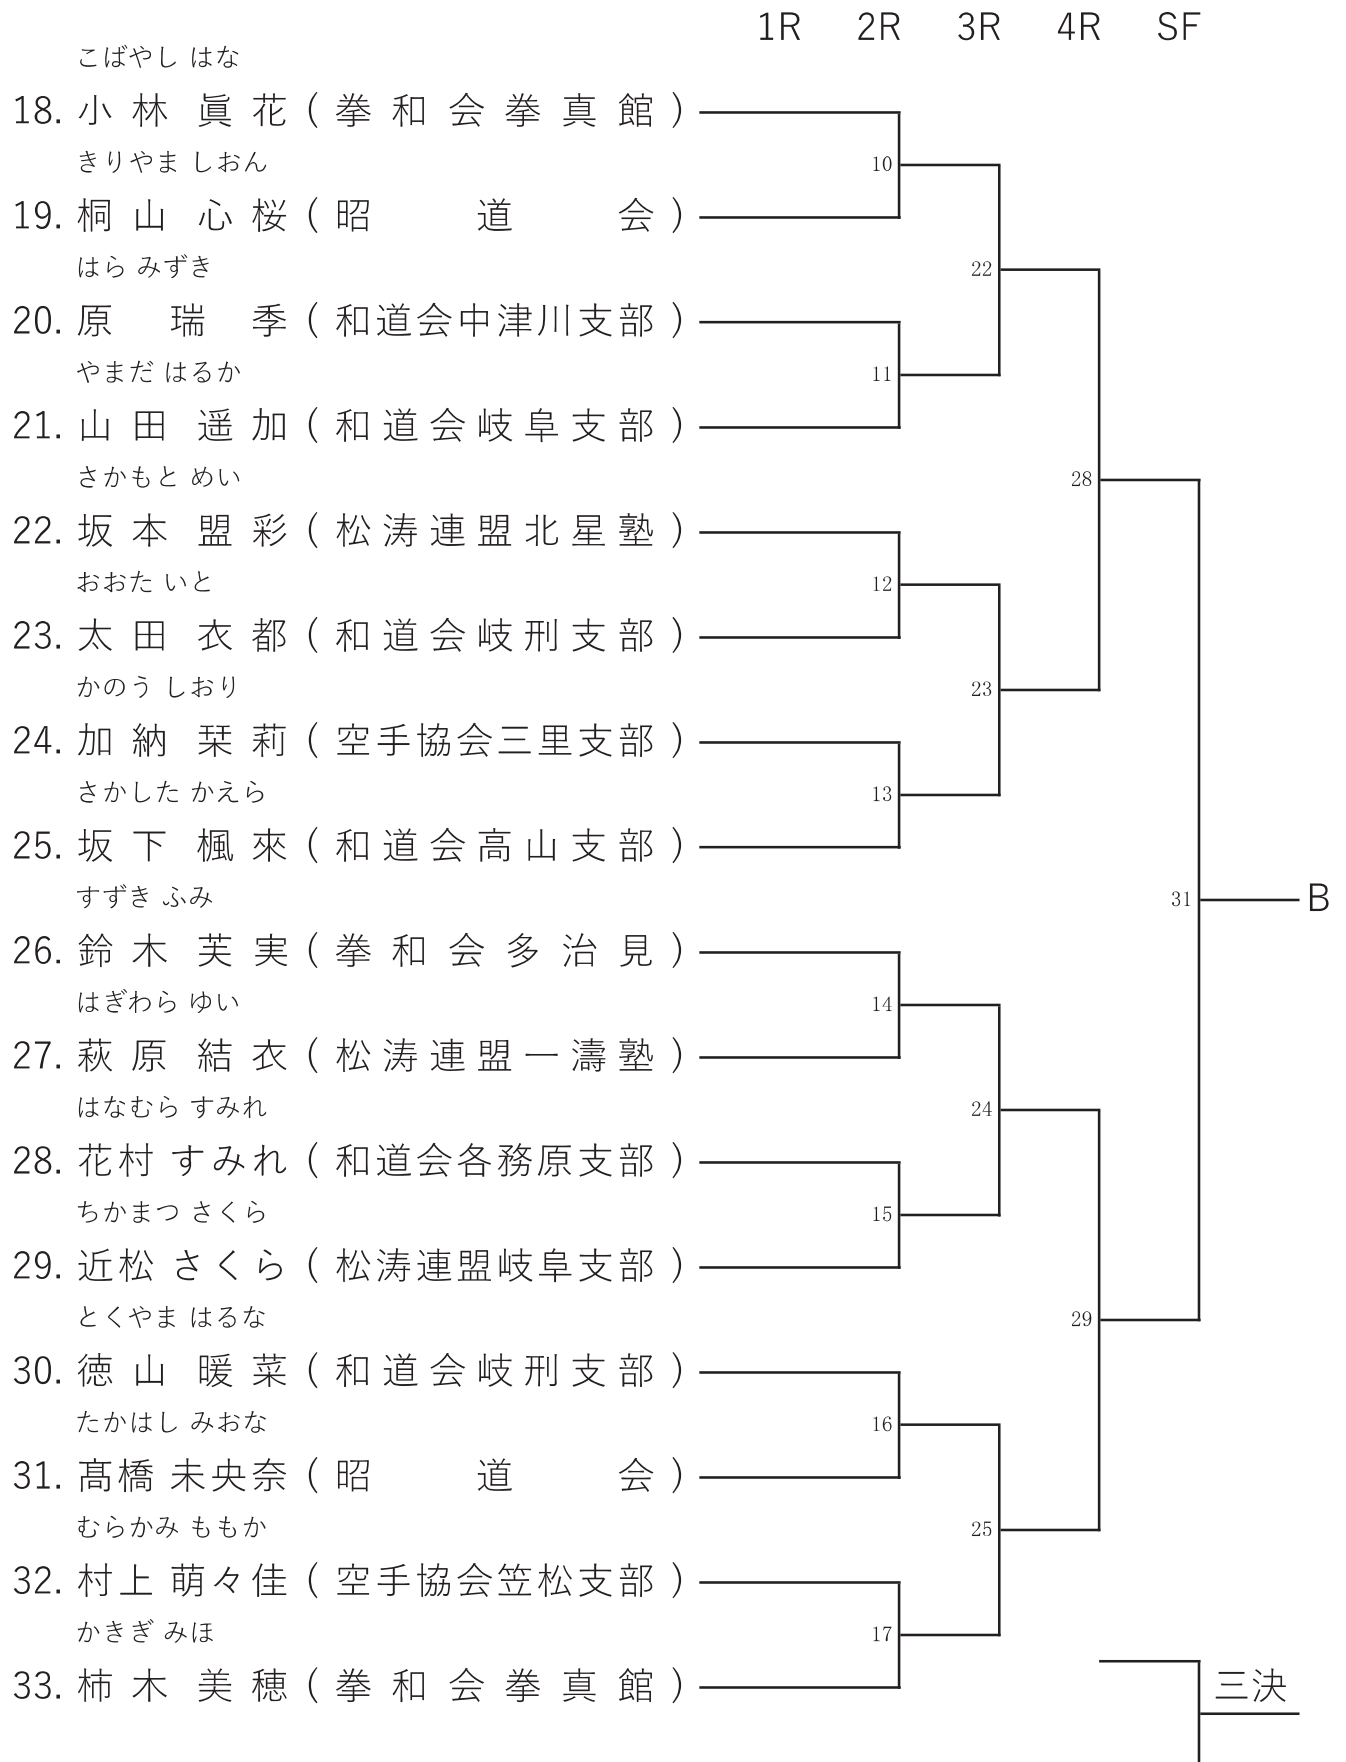 1R 2R 3R 4R SF
こばやし はな
18. 小林 眞花 ( 拳和会拳真館 )
きりやま しおん
10
19. 桐山 心桜 ( 昭道会 )
はら みずき
22
20. 原 瑞季 ( 和道会中津川支部 )
やまだ はるか
11
21. 山田 遥加 ( 和道会岐阜支部 )
さかもと めい
28
22. 坂本 盟彩 ( 松涛連盟北星塾 )
おおた いと
12
23. 太田 衣都 ( 和道会岐刑支部 )
かのう しおり
23
24. 加納 栞莉 ( 空手協会三里支部 )
さかした かえら
13
25. 坂下 楓來 ( 和道会高山支部 )
すずき ふみ
31 B
26. 鈴木 芙実 ( 拳和会多治見 )
はぎわら ゆい
14
27. 萩原 結衣 ( 松涛連盟一濤塾 )
はなむら すみれ
24
28. 花村 すみれ ( 和道会各務原支部 )
ちかまつ さくら
15
29. 近松 さくら ( 松涛連盟岐阜支部 )
とくやま はるな
29
30. 徳山 暖菜 ( 和道会岐刑支部 )
たかはし みおな
16
31. 髙橋 未央奈 ( 昭道会 )
むらかみ ももか
25
32. 村上 萌々佳 ( 空手協会笠松支部 )
かきぎ みほ
17
33. 柿木 美穂 ( 拳和会拳真館 )
三決